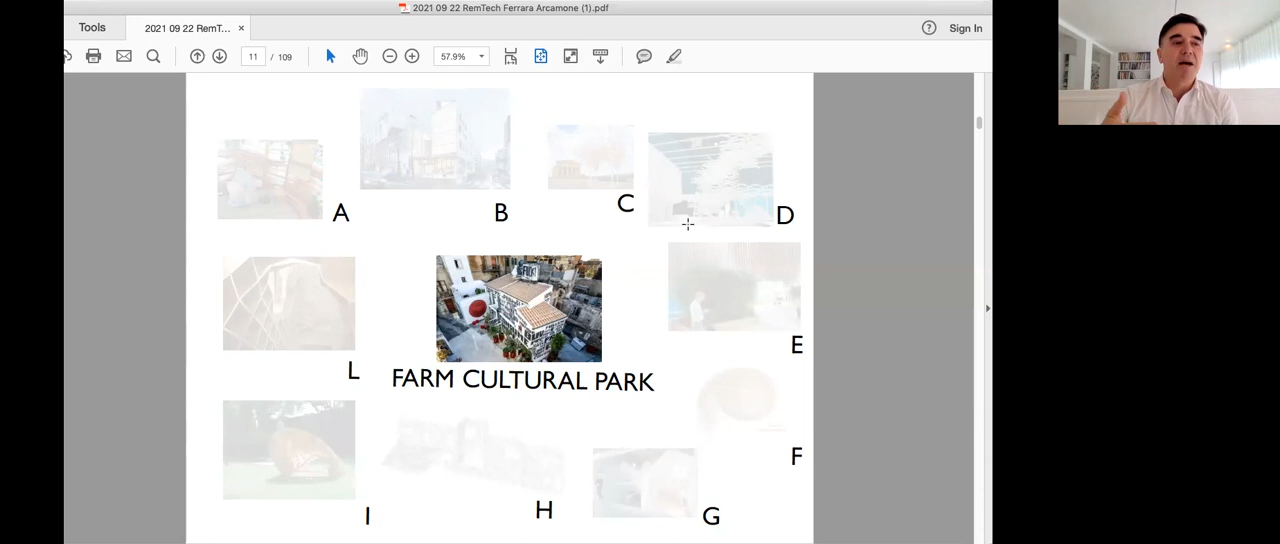 2021 09 22 RemTech Ferrara Arcamone (1).pdf
Tools
2021 09 22 RemT... ×
Sign In
11 / 109
57.9%
A
B
C
D
E
L
FARM CULTURAL PARK
F
I
H
G